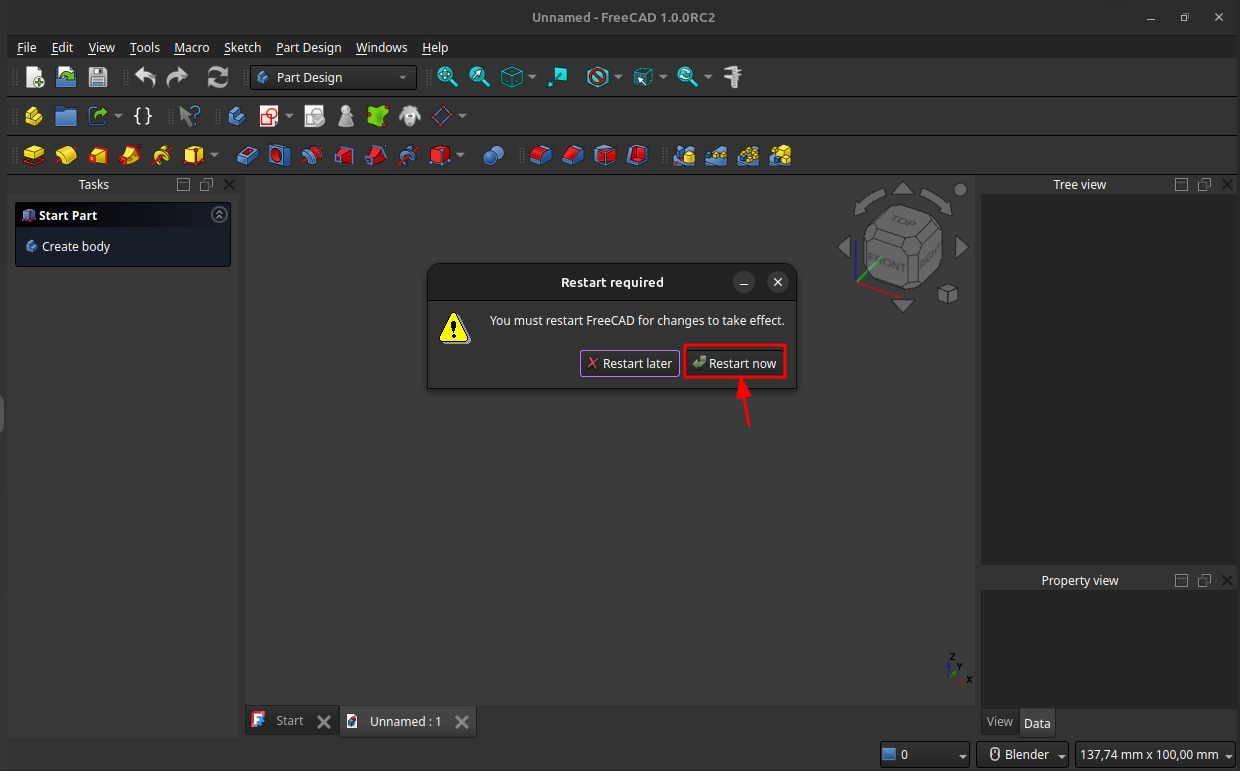 Unnamed - FreeCAD 1.0.0RC2
File Edit View Tools Macro Sketch Part Design Windows Help
Part Design
Tasks
Start Part
Create body
TOP
FRONT
RIGHT
Tree view
Restart required
You must restart FreeCAD for changes to take effect.
Restart later Restart now
Property view
Z
Y
X
Start Unnamed : 1
View Data
0 Blender 137,74 mm x 100,00 mm